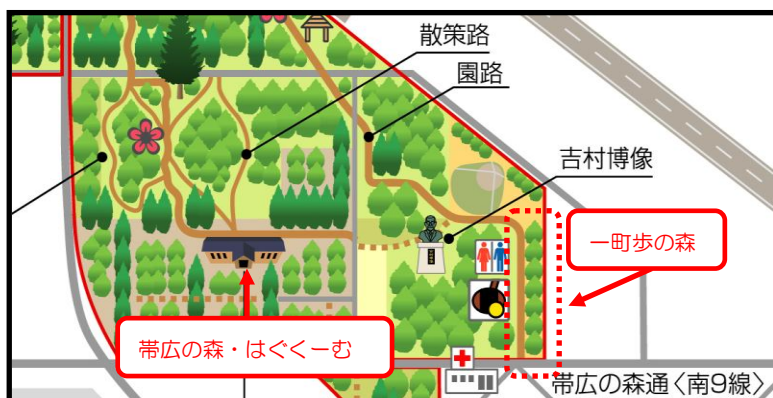 散策路
園路
吉村博像
一町歩の森
帯広の森・はぐくーむ
帯広の森通〈南9線〉